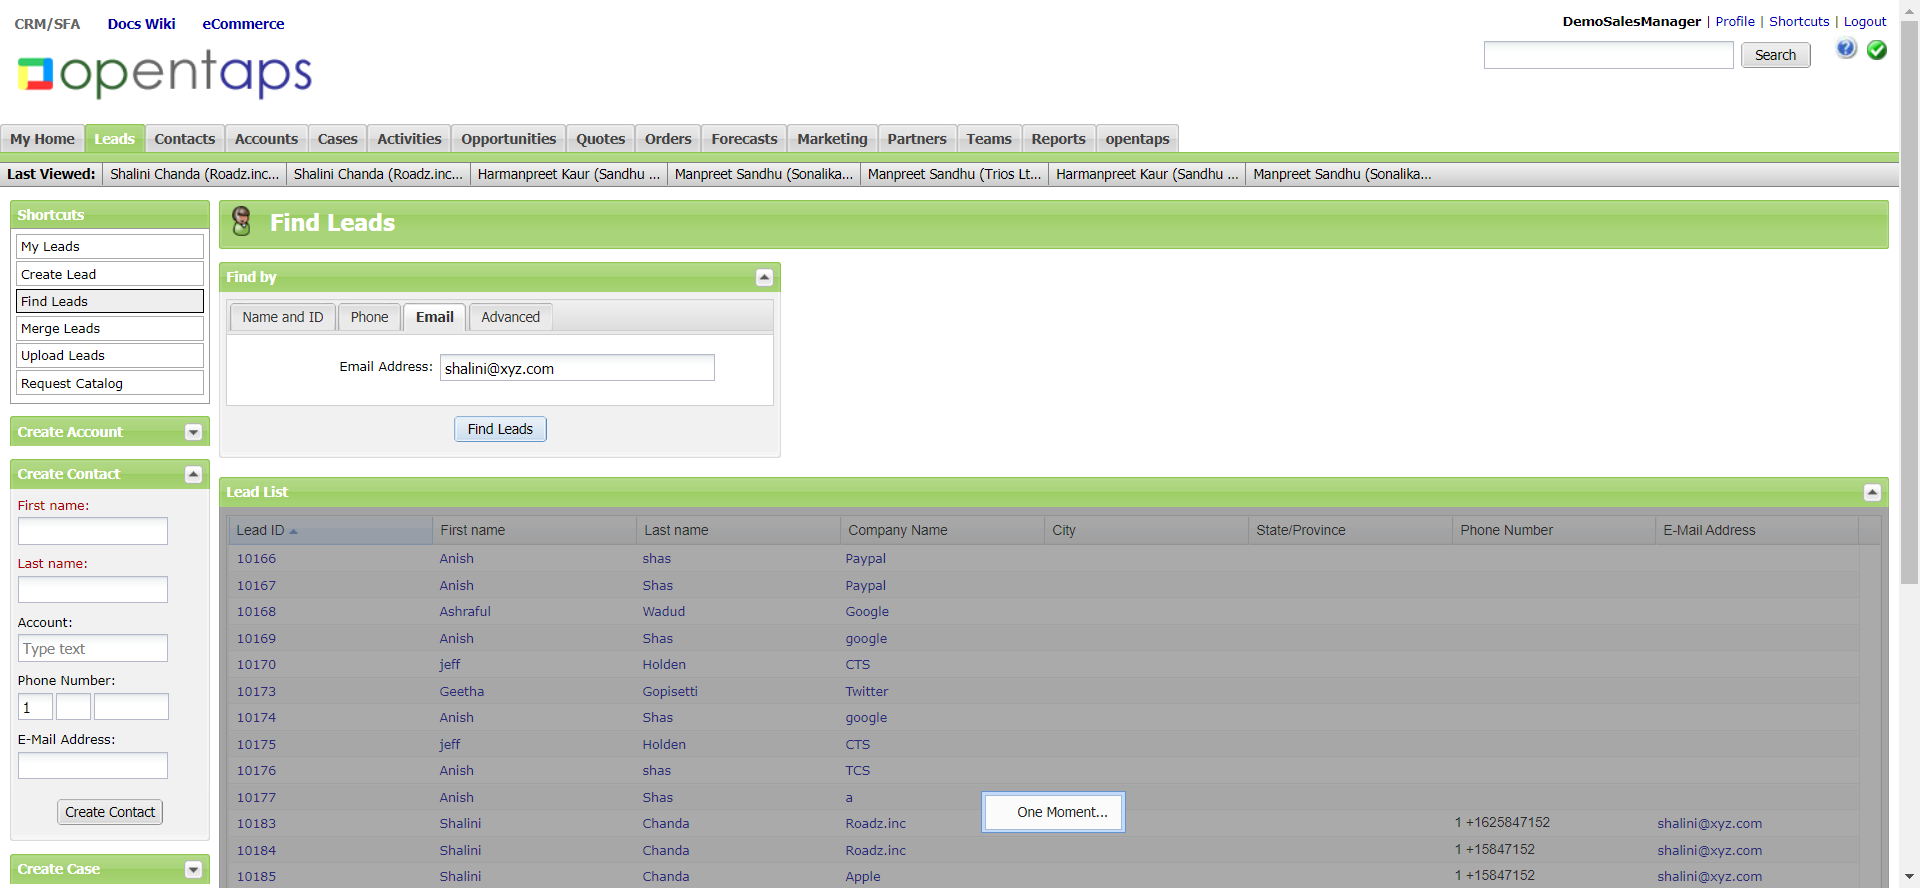 CRM/SFA Docs Wiki eCommerce
DemoSalesManager | Profile | Shortcuts | Logout
opentaps
Search
My Home Leads Contacts Accounts Cases Activities Opportunities Quotes Orders Forecasts Marketing Partners Teams Reports opentaps
Last Viewed: Shalini Chanda (Roadz.inc... Shalini Chanda (Roadz.inc... Harmanpreet Kaur (Sandhu ... Manpreet Sandhu (Sonalika... Manpreet Sandhu (Trios Lt... Harmanpreet Kaur (Sandhu ... Manpreet Sandhu (Sonalika...
Shortcuts
My Leads
Create Lead
Find Leads
Merge Leads
Upload Leads
Request Catalog
Create Account
Create Contact
First name:
Last name:
Account:
Type text
Phone Number:
1
E-Mail Address:
Create Contact
Create Case
Find Leads
Find by
Name and ID Phone Email Advanced
Email Address: shalini@xyz.com
Find Leads
Lead List
Lead ID First name Last name Company Name City State/Province Phone Number E-Mail Address
10166 Anish shas Paypal
10167 Anish Shas Paypal
10168 Ashraful Wadud Google
10169 Anish Shas google
10170 jeff Holden CTS
10173 Geetha Gopisetti Twitter
10174 Anish Shas google
10175 jeff Holden CTS
10176 Anish shas TCS
10177 Anish Shas a
One Moment...
10183 Shalini Chanda Roadz.inc 1 +1625847152 shalini@xyz.com
10184 Shalini Chanda Roadz.inc 1 +15847152 shalini@xyz.com
10185 Shalini Chanda Apple 1 +15847152 shalini@xyz.com